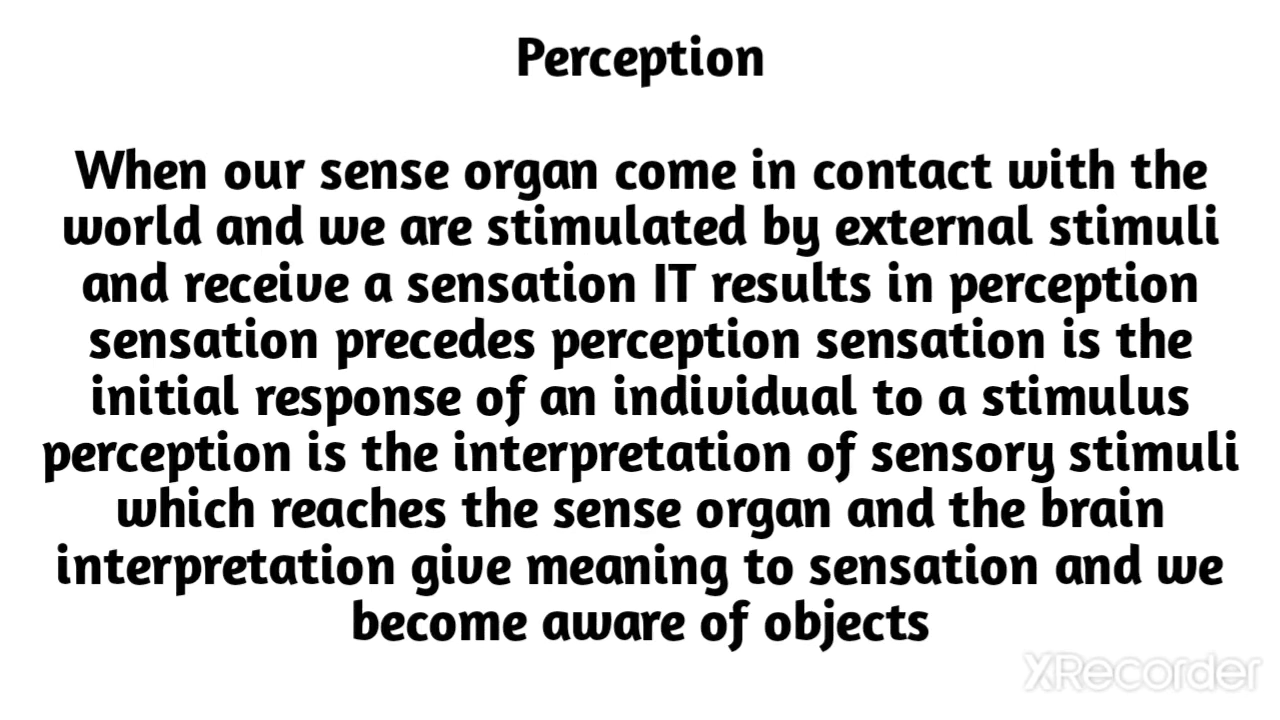 Perception
When our sense organ come in contact with the
world and we are stimulated by external stimuli
and receive a sensation IT results in perception
sensation precedes perception sensation is the
initial response of an individual to a stimulus
perception is the interpretation of sensory stimuli
which reaches the sense organ and the brain
interpretation give meaning to sensation and we
become aware of objects
XRecorder